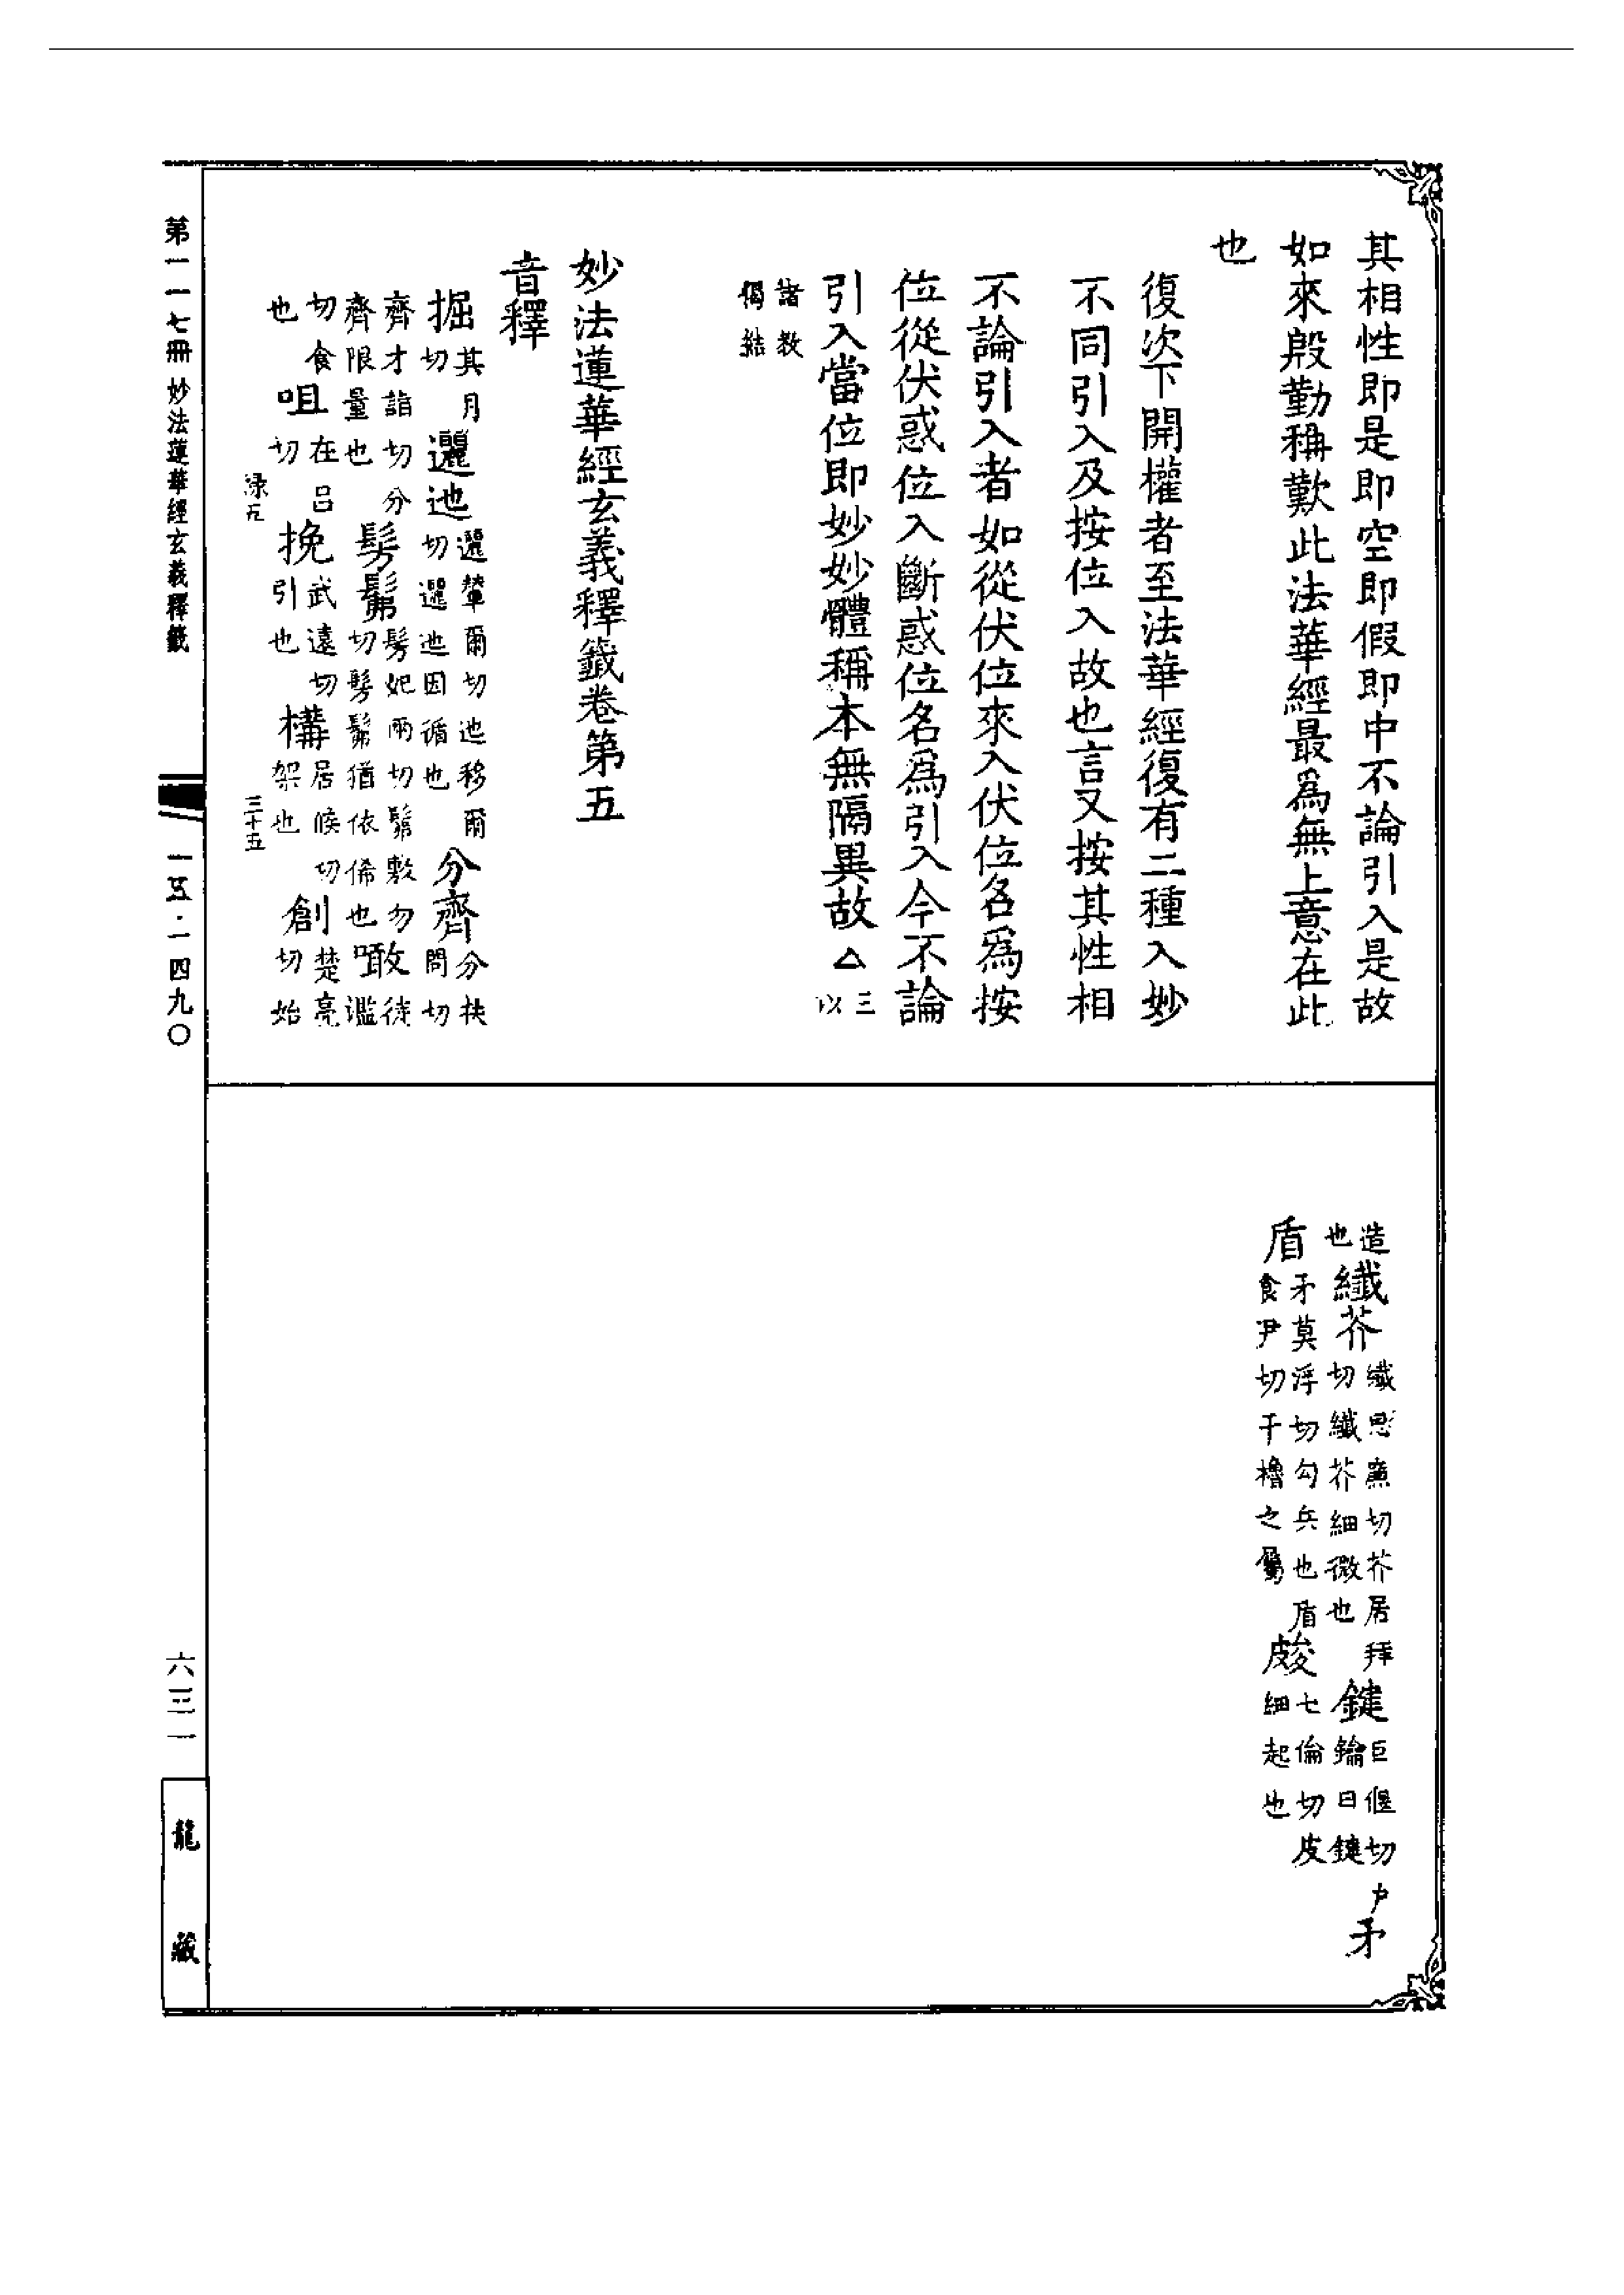 其相性即是即空即假即中不論引入是故
如來殷勤稱歎此法華經最爲無上意在此
也
復次下開權者至法華經復有二種入妙
不同引入及按位入故也言又按其性相
不論引入者如從伏位來入伏位名爲按
位從伏惑位入斷惑位名爲引入今不論
引入當位即妙妙體稱本無隔異故△三以
諸教偈結
妙法蓮華經玄義釋籤卷第五
音釋
掘其月切 邐迆邐輦爾切迆移爾切邐迆因循也 分齊分扶問切
齊才詣切分齊限量也 髣髴髣妃兩切髴敷勿切髣髴猶依俙也 噉徒濫
切食也 咀在呂切 挽武遠切引也 構居候切架也 創楚亮切始
造也 纖芥纖思廉切芥居拜切纖芥細微也 鍵巨偃切戶鑰曰鍵 矛
盾矛莫浮切勾兵也盾食尹切干櫓之屬 皴七倫切皮細起也
三十五
第一一七冊 妙法蓮華經玄義釋籤
一五·一四九〇
六三一
龍藏